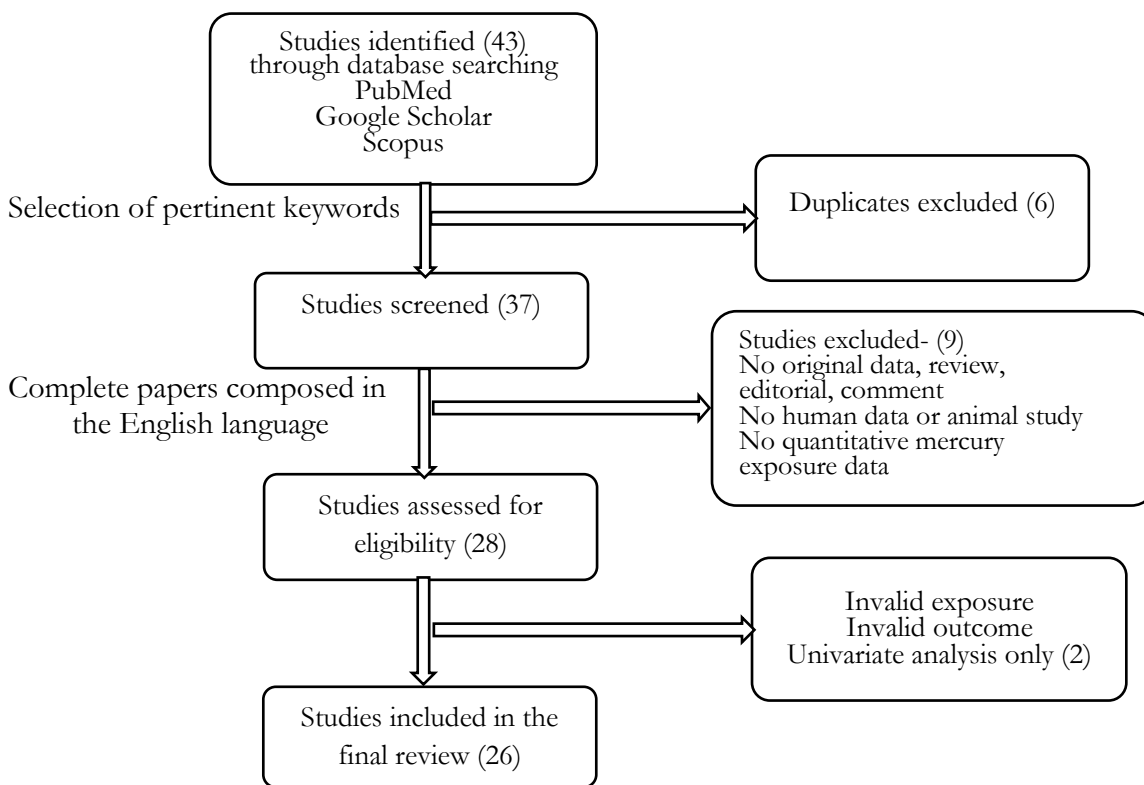 Studies identified (43)
through database searching
PubMed
Google Scholar
Scopus
Selection of pertinent keywords
Duplicates excluded (6)
Studies screened (37)
Complete papers composed in
the English language
Studies excluded- (9)
No original data, review,
editorial, comment
No human data or animal study
No quantitative mercury
exposure data
Studies assessed for
eligibility (28)
Invalid exposure
Invalid outcome
Univariate analysis only (2)
Studies included in the
final review (26)